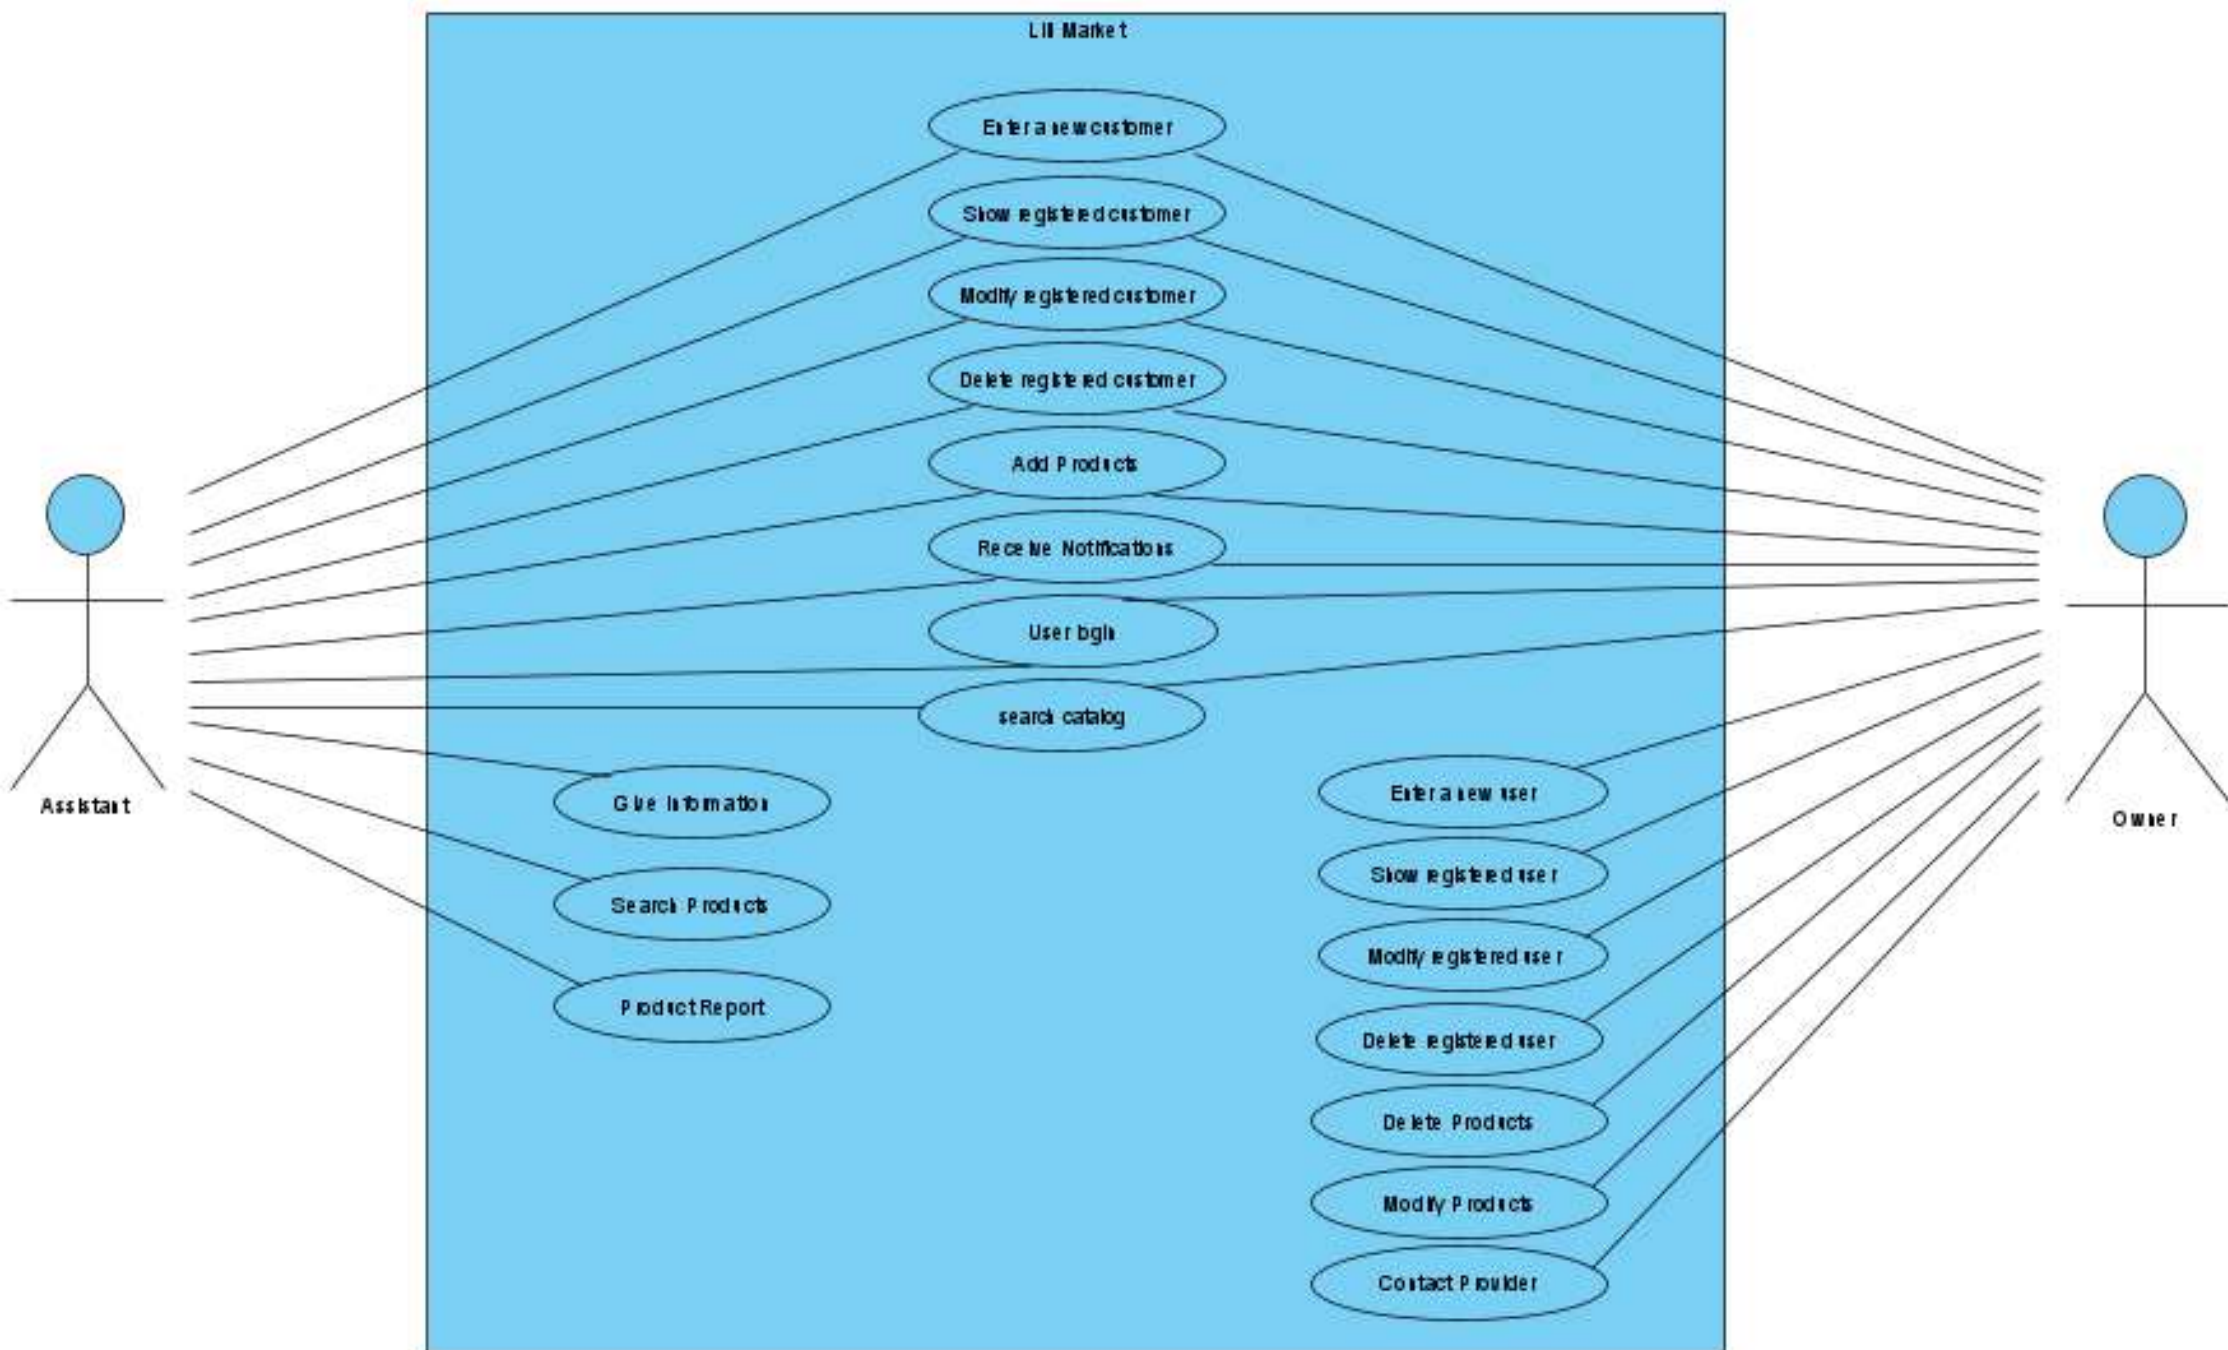 Lili Market
Enter a new customer
Show registered customer
Modify registered customer
Delete registered customer
Add Products
Receive Notifications
User login
search catalog
Assistant
Owner
Give Information
Search Products
Product Report
Enter a new user
Show registered user
Modify registered user
Delete registered user
Delete Products
Modify Products
Contact Provider